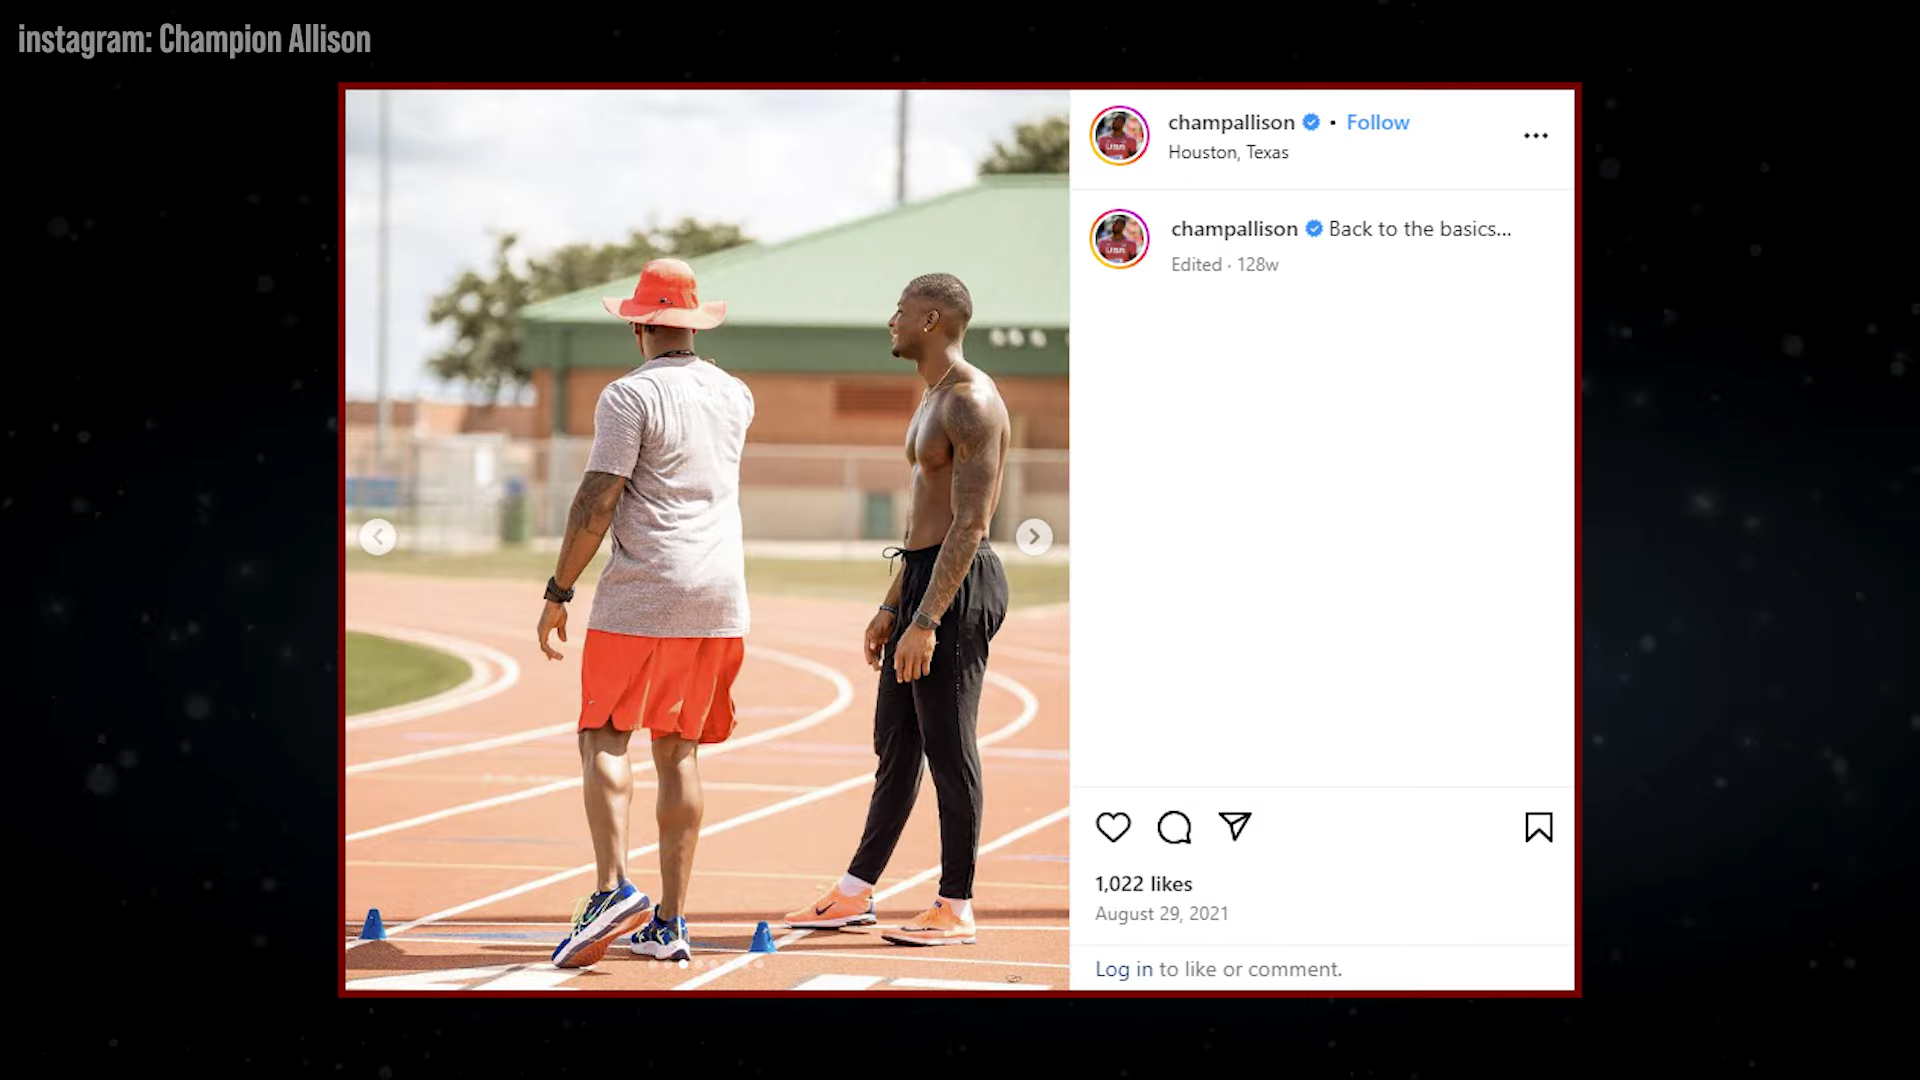 instagram: Champion Allison
champallison • Follow
Houston, Texas
champallison Back to the basics...
Edited · 128w
1,022 likes
August 29, 2021
Log in to like or comment.